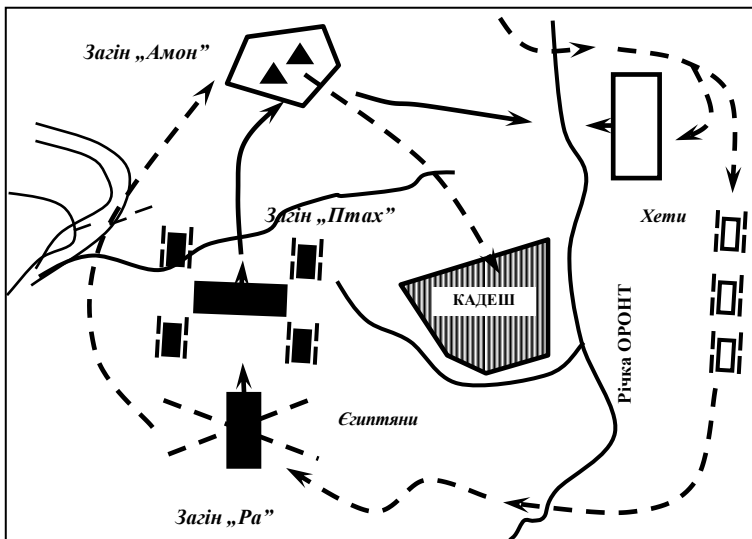 Загін „Амон”
Загін „Птах”
Хети
КАДЕШ
Річка ОРОНТ
Єгиптяни
Загін „Ра”